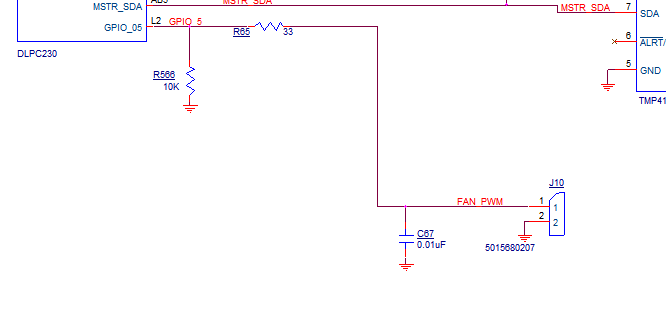 AB3
MSTR_SDA
MSTR_SDA
MSTR_SDA
7
SDA
GPIO_05
L2
GPIO_5
R65
33
6
ALRT/
DLPC230
5
GND
R566
10K
TMP41
J10
FAN_PWM
1
1
2
2
C67
0.01uF
5015680207